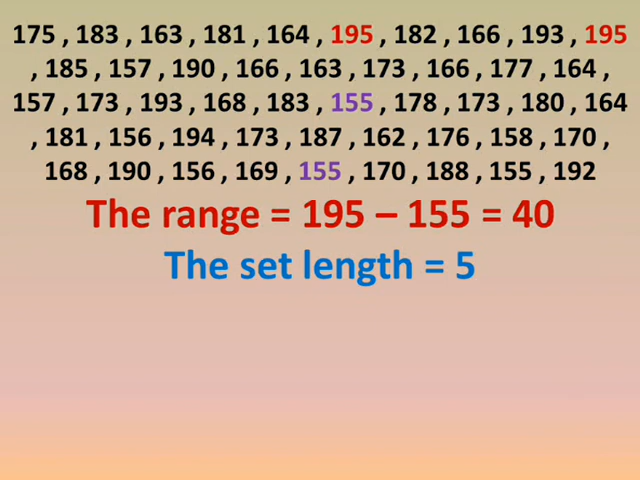 175 , 183 , 163 , 181 , 164 , 195 , 182 , 166 , 193 , 195
, 185 , 157 , 190 , 166 , 163 , 173 , 166 , 177 , 164 ,
157 , 173 , 193 , 168 , 183 , 155 , 178 , 173 , 180 , 164
, 181 , 156 , 194 , 173 , 187 , 162 , 176 , 158 , 170 ,
168 , 190 , 156 , 169 , 155 , 170 , 188 , 155 , 192
The range = 195 – 155 = 40
The set length = 5